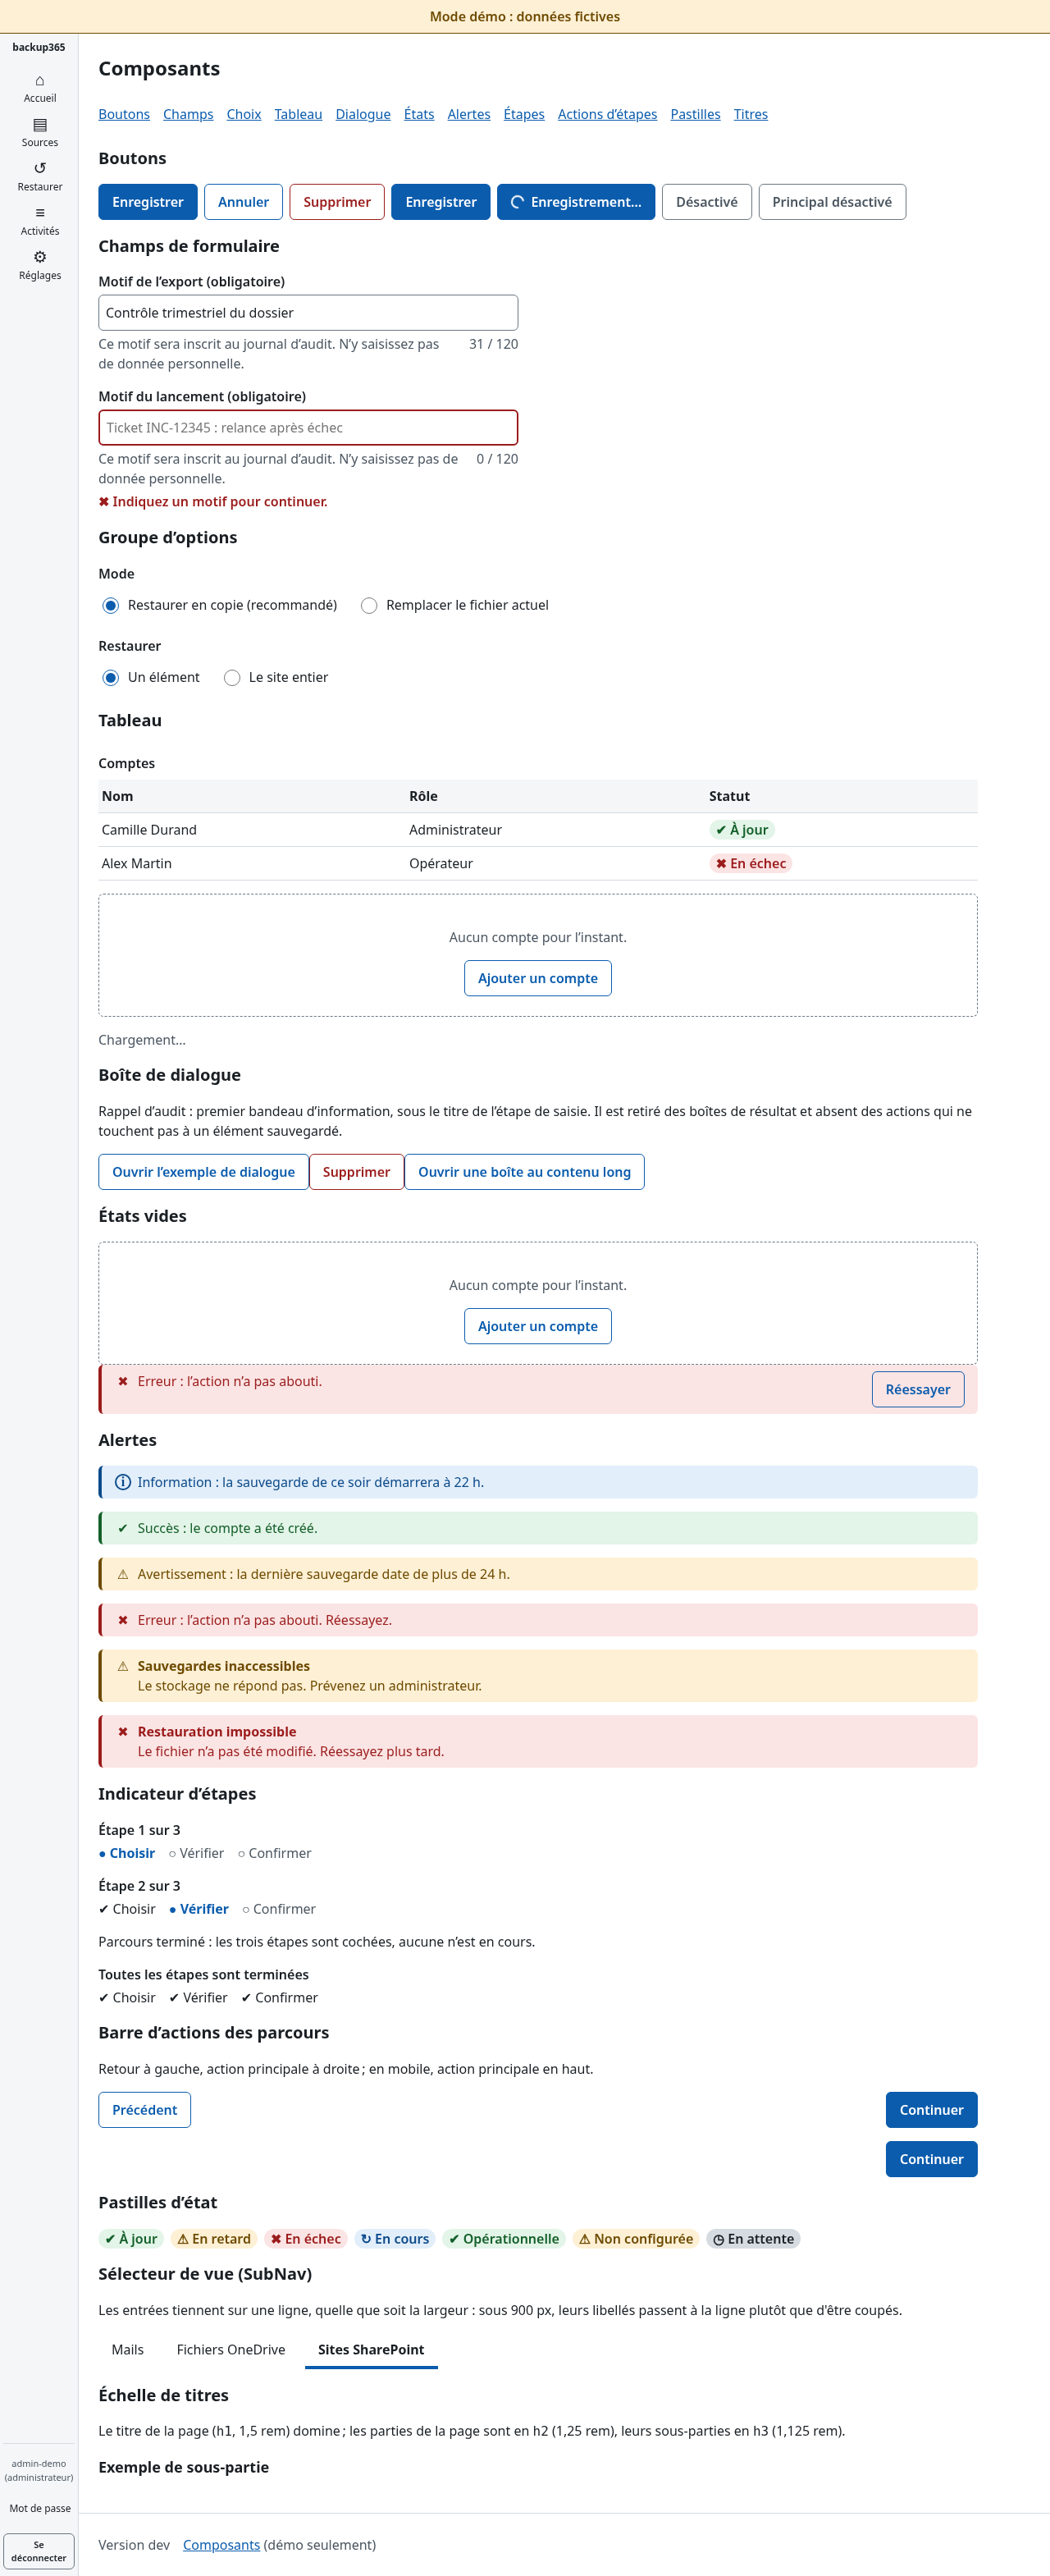 Mode démo : données fictives
backup365
Accueil
Sources
Restaurer
Activités
Réglages
admin-demo
(administrateur)
Mot de passe
Se
déconnecter
Composants
Boutons Champs Choix Tableau Dialogue États Alertes Étapes Actions d’étapes Pastilles Titres
Boutons
Enregistrer Annuler Supprimer Enregistrer Enregistrement… Désactivé Principal désactivé
Champs de formulaire
Motif de l’export (obligatoire)
Contrôle trimestriel du dossier
Ce motif sera inscrit au journal d’audit. N’y saisissez pas 31 / 120
de donnée personnelle.
Motif du lancement (obligatoire)
Ticket INC-12345 : relance après échec
Ce motif sera inscrit au journal d’audit. N’y saisissez pas de 0 / 120
donnée personnelle.
✖ Indiquez un motif pour continuer.
Groupe d’options
Mode
Restaurer en copie (recommandé) Remplacer le fichier actuel
Restaurer
Un élément Le site entier
Tableau
Comptes
Nom Rôle Statut
Camille Durand Administrateur ✔ À jour
Alex Martin Opérateur ✖ En échec
Aucun compte pour l’instant.
Ajouter un compte
Chargement…
Boîte de dialogue
Rappel d’audit : premier bandeau d’information, sous le titre de l’étape de saisie. Il est retiré des boîtes de résultat et absent des actions qui ne
touchent pas à un élément sauvegardé.
Ouvrir l’exemple de dialogue Supprimer Ouvrir une boîte au contenu long
États vides
Aucun compte pour l’instant.
Ajouter un compte
✖ Erreur : l’action n’a pas abouti. Réessayer
Alertes
ⓘ Information : la sauvegarde de ce soir démarrera à 22 h.
✔ Succès : le compte a été créé.
⚠ Avertissement : la dernière sauvegarde date de plus de 24 h.
✖ Erreur : l’action n’a pas abouti. Réessayez.
⚠ Sauvegardes inaccessibles
Le stockage ne répond pas. Prévenez un administrateur.
✖ Restauration impossible
Le fichier n’a pas été modifié. Réessayez plus tard.
Indicateur d’étapes
Étape 1 sur 3
● Choisir ○ Vérifier ○ Confirmer
Étape 2 sur 3
✔ Choisir ● Vérifier ○ Confirmer
Parcours terminé : les trois étapes sont cochées, aucune n’est en cours.
Toutes les étapes sont terminées
✔ Choisir ✔ Vérifier ✔ Confirmer
Barre d’actions des parcours
Retour à gauche, action principale à droite ; en mobile, action principale en haut.
Précédent Continuer
Continuer
Pastilles d’état
✔ À jour ⚠ En retard ✖ En échec ↻ En cours ✔ Opérationnelle ⚠ Non configurée ◷ En attente
Sélecteur de vue (SubNav)
Les entrées tiennent sur une ligne, quelle que soit la largeur : sous 900 px, leurs libellés passent à la ligne plutôt que d'être coupés.
Mails Fichiers OneDrive Sites SharePoint
Échelle de titres
Le titre de la page (h1, 1,5 rem) domine ; les parties de la page sont en h2 (1,25 rem), leurs sous-parties en h3 (1,125 rem).
Exemple de sous-partie
Version dev Composants (démo seulement)